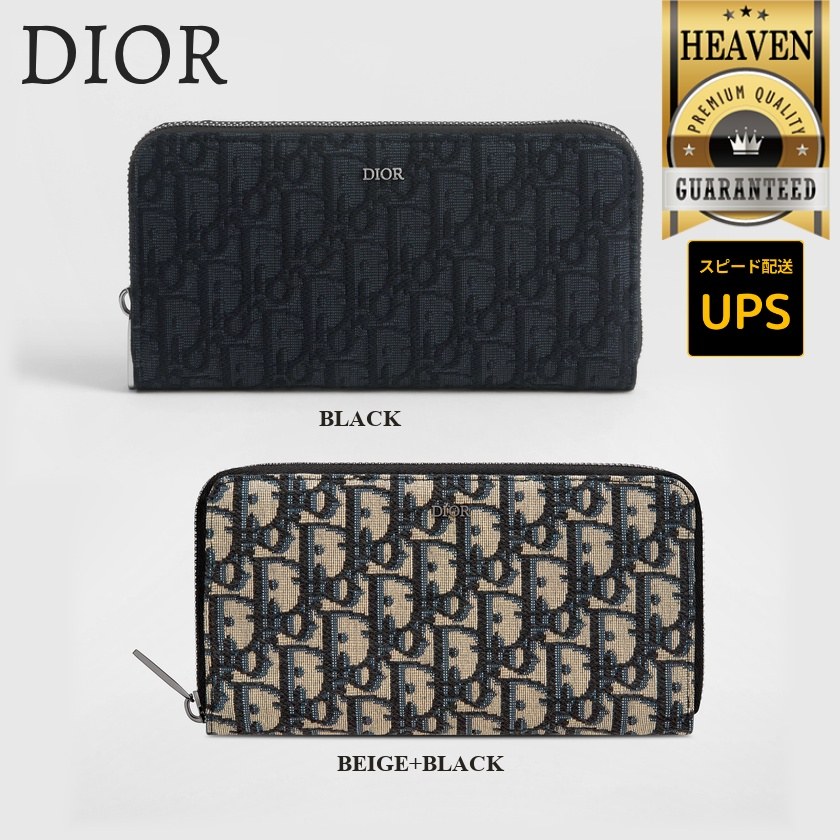 DIOR
HEAVEN
PREMIUM QUALITY
GUARANTEED
DIOR
スピード配送
UPS
BLACK
DIOR
BEIGE+BLACK